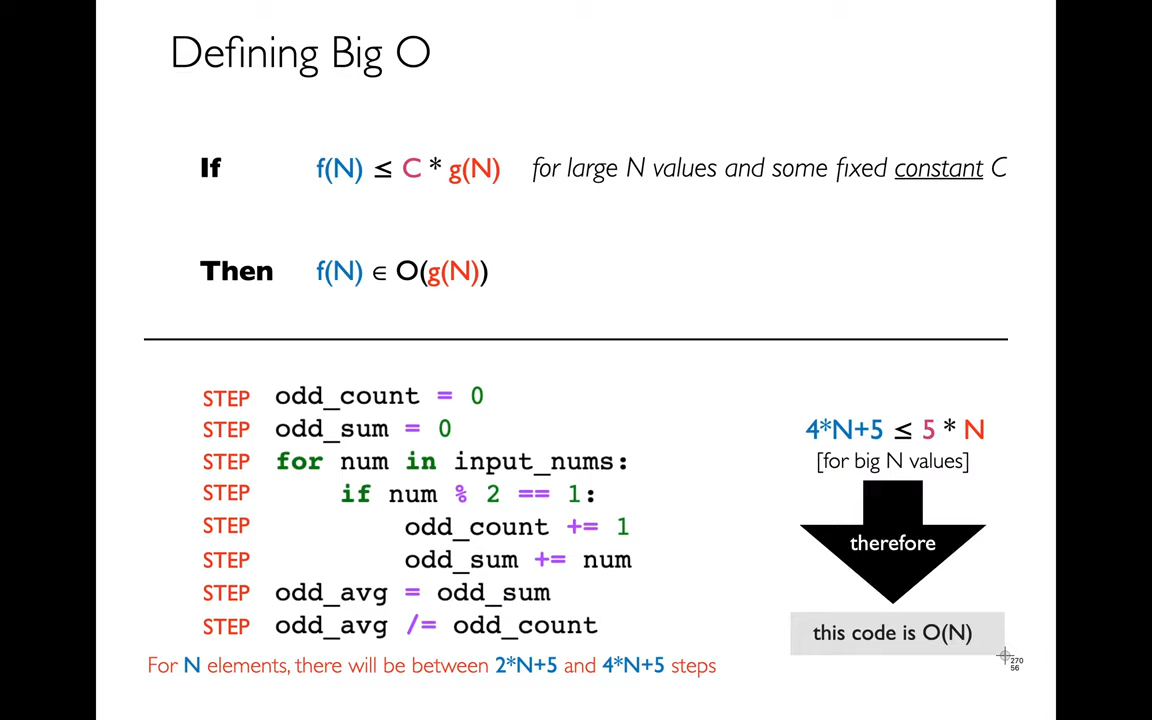 Defining Big O
If f(N) ≤ C * g(N) for large N values and some fixed constant C
Then f(N) ∈ O(g(N))
STEP odd_count = 0
STEP odd_sum = 0
STEP for num in input_nums:
STEP if num % 2 == 1:
STEP odd_count += 1
STEP odd_sum += num
STEP odd_avg = odd_sum
STEP odd_avg /= odd_count
For N elements, there will be between 2*N+5 and 4*N+5 steps
4*N+5 ≤ 5 * N
[for big N values]
therefore
this code is O(N)
270
56